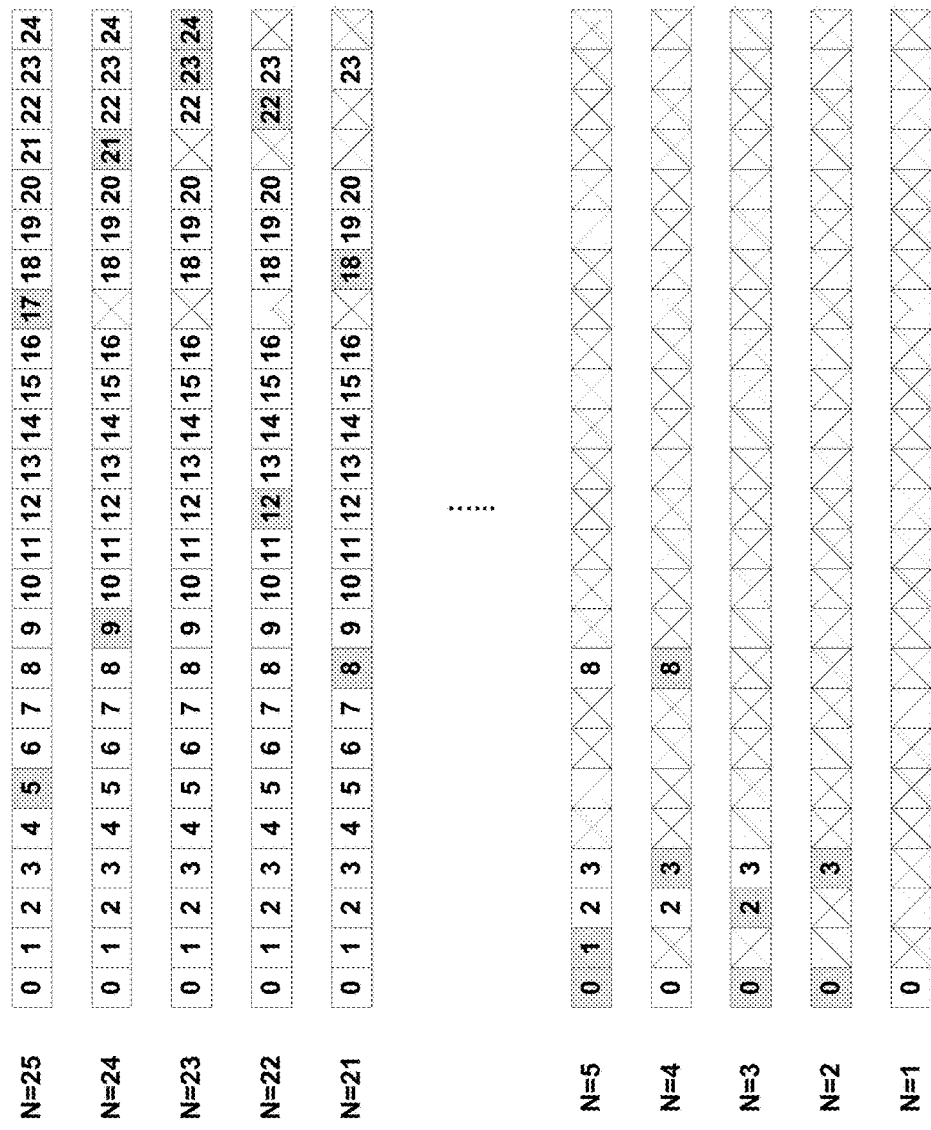 N=25 0 1 2 3 4 5 6 7 8 9 10 11 12 13 14 15 16 17 18 19 20 21 22 23 24
N=24 0 1 2 3 4 5 6 7 8 9 10 11 12 13 14 15 16 18 19 20 21 22 23 24
N=23 0 1 2 3 4 5 6 7 8 9 10 11 12 13 14 15 16 18 19 20 22 23 24
N=22 0 1 2 3 4 5 6 7 8 9 10 11 12 13 14 15 16 18 19 20 22 23
N=21 0 1 2 3 4 5 6 7 8 9 10 11 12 13 14 15 16 18 19 20 23
......
N=5 0 1 2 3 8
N=4 0 2 3 8
N=3 0 2 3
N=2 0 3
N=1 0